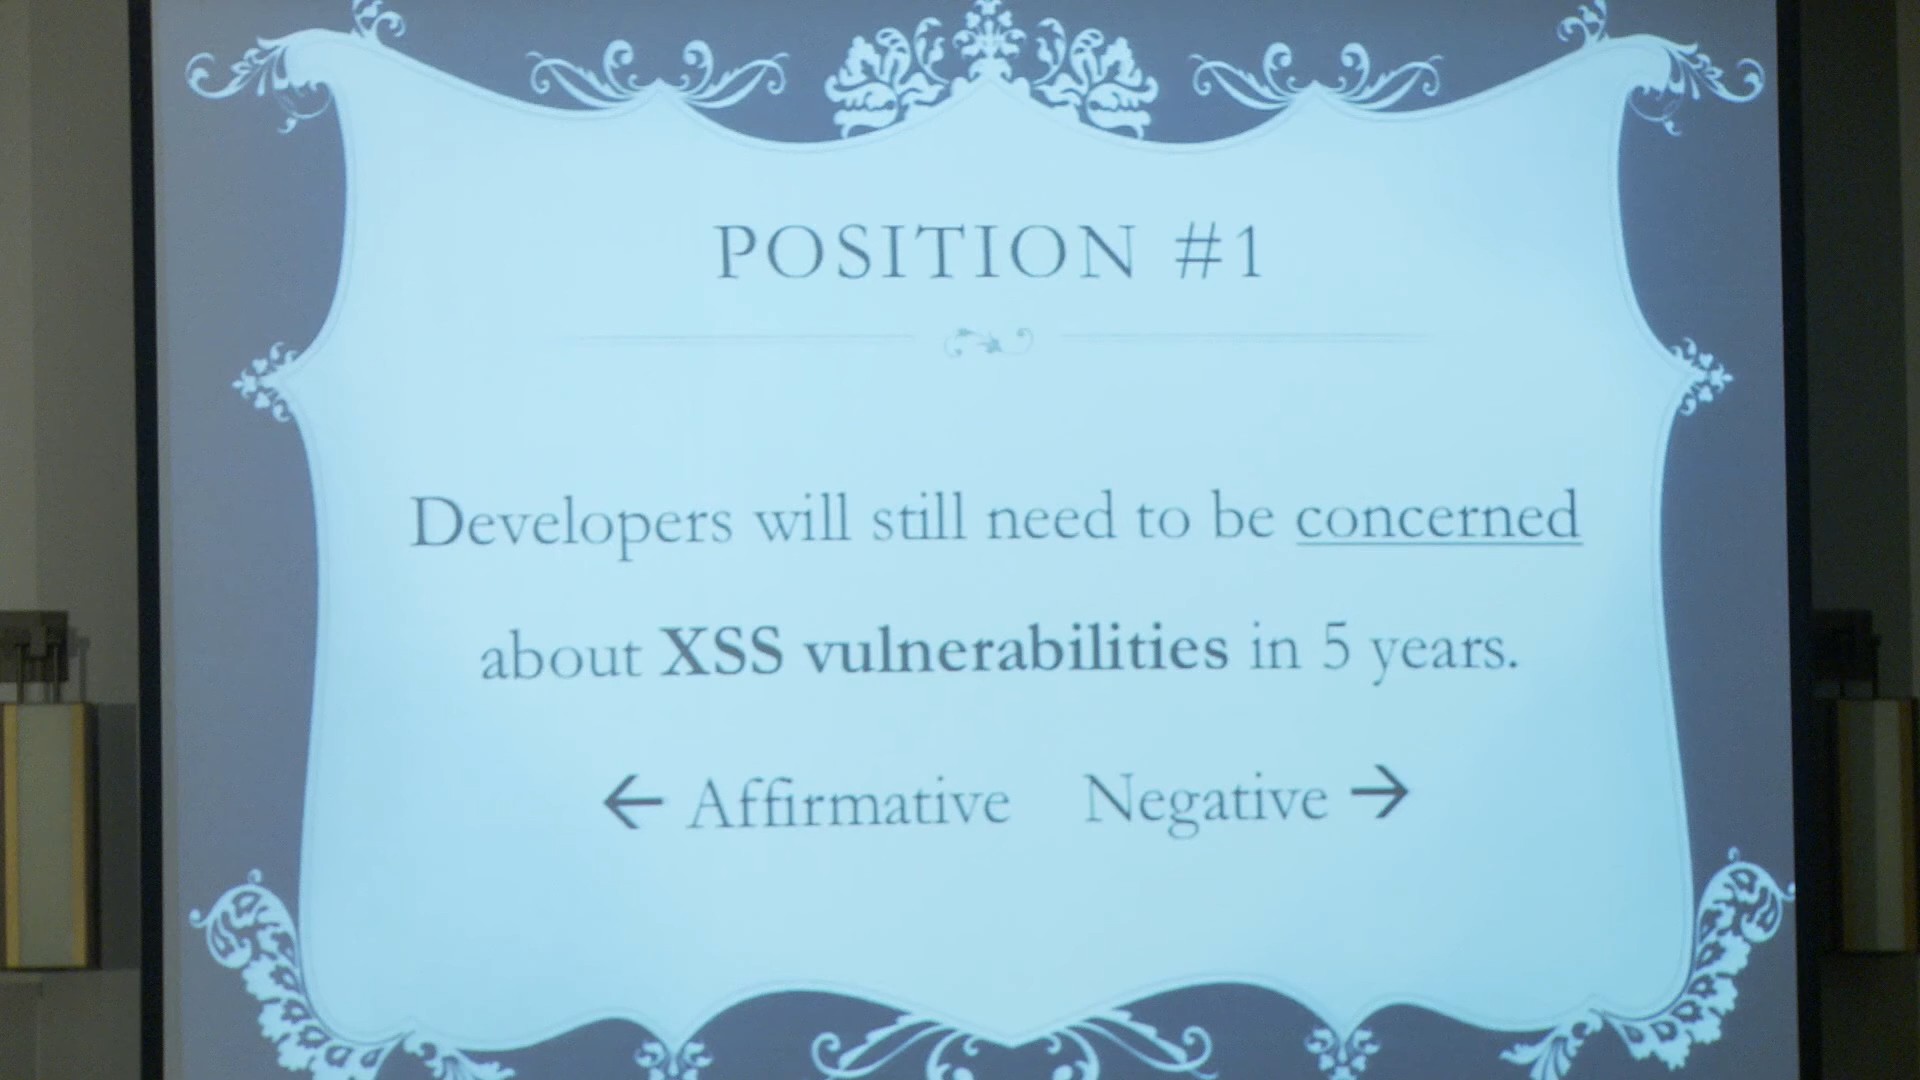 POSITION #1
Developers will still need to be concerned
about XSS vulnerabilities in 5 years.
← Affirmative Negative →